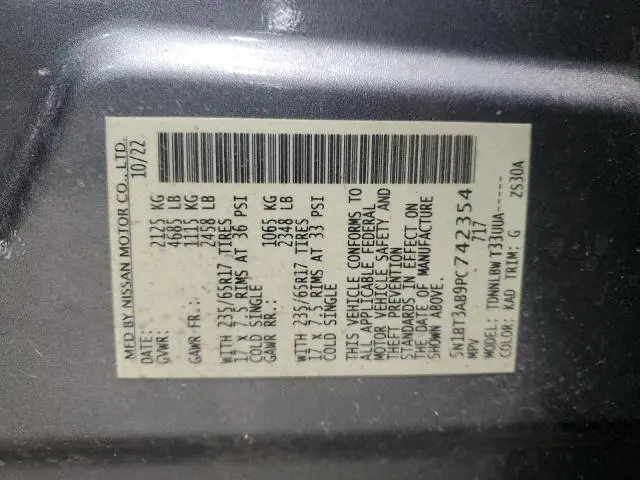 MFD BY NISSAN MOTOR CO., LTD.
DATE: 10/22
GVWR: 2125 KG
4685 LB
GAWR FR.: 1115 KG
2458 LB
WITH 235/65R17 TIRES
17 X 7.5 RIMS AT 36 PSI
COLD SINGLE
GAWR RR.: 1065 KG
2348 LB
WITH 235/65R17 TIRES
17 X 7.5 RIMS AT 33 PSI
COLD SINGLE
THIS VEHICLE CONFORMS TO
ALL APPLICABLE FEDERAL
MOTOR VEHICLE SAFETY AND
THEFT PREVENTION
STANDARDS IN EFFECT ON
THE DATE OF MANUFACTURE
SHOWN ABOVE.
5N1BT3AB9PC742354
MPV 717
MODEL: TDNNLBW T33UUA-----
COLOR: KAD TRIM: G ZS30A